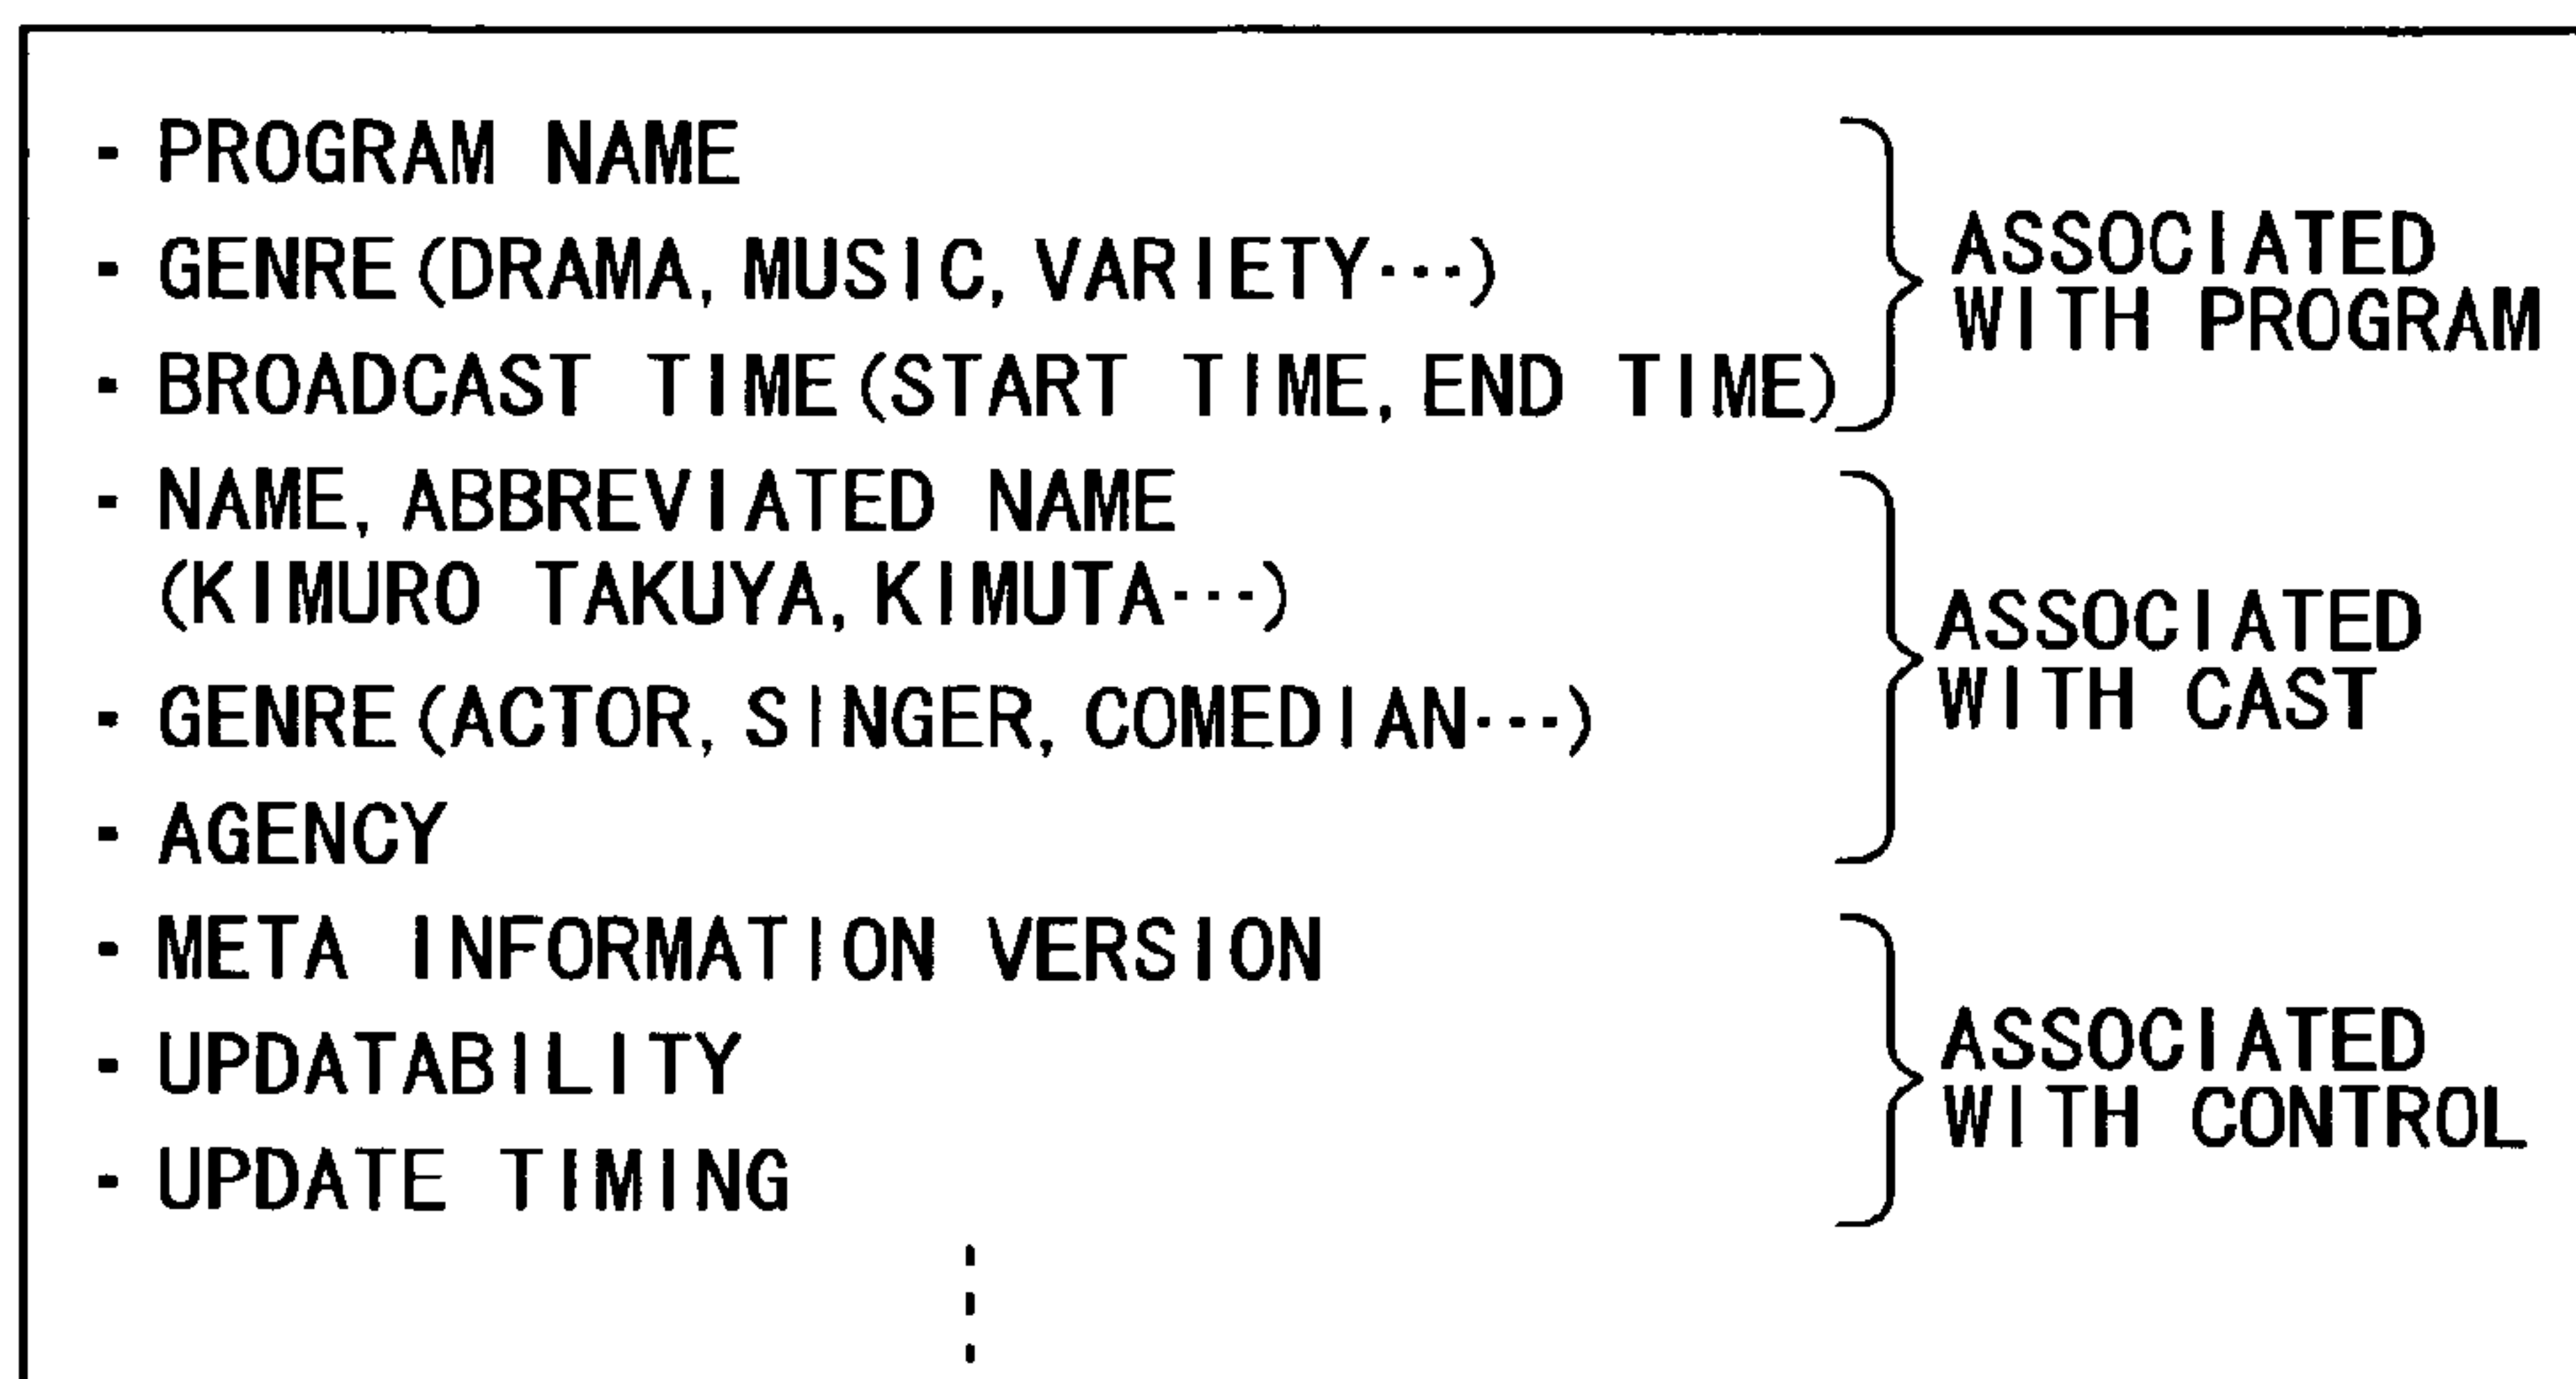 - PROGRAM NAME
- GENRE(DRAMA, MUSIC, VARIETY···)
- BROADCAST TIME(START TIME, END TIME)
ASSOCIATED
WITH PROGRAM
- NAME, ABBREVIATED NAME
(KIMURO TAKUYA, KIMUTA···)
- GENRE(ACTOR, SINGER, COMEDIAN···)
- AGENCY
ASSOCIATED
WITH CAST
- META INFORMATION VERSION
- UPDATABILITY
- UPDATE TIMING
ASSOCIATED
WITH CONTROL